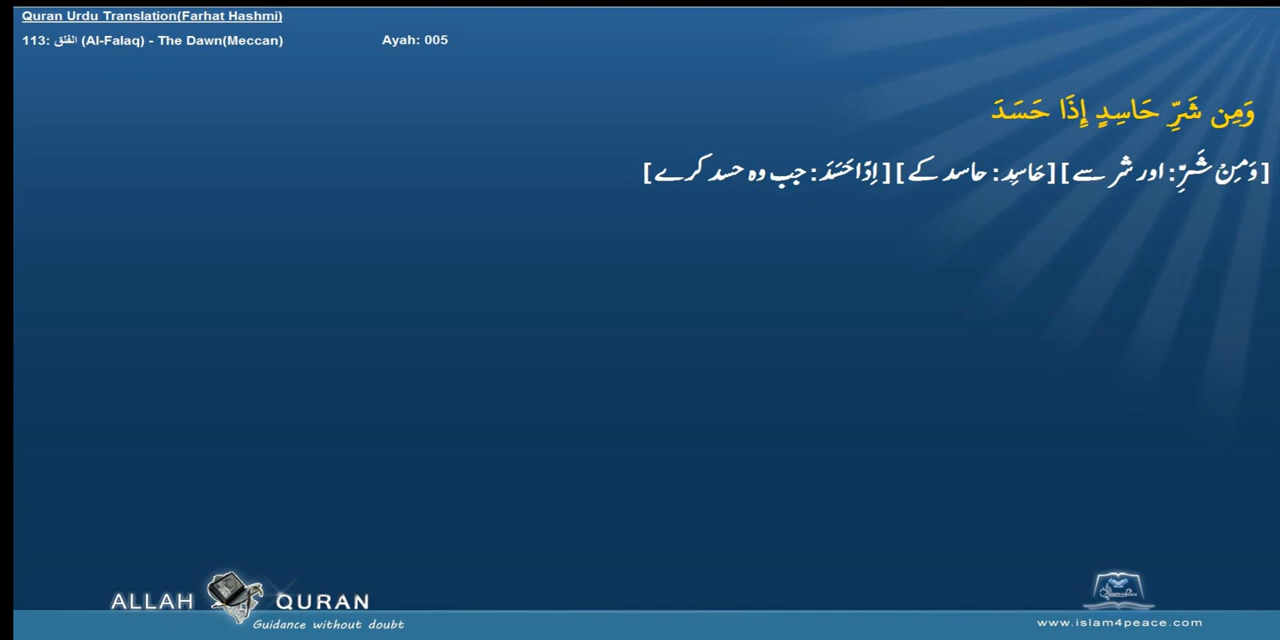 Quran Urdu Translation(Farhat Hashmi)
113: الفلق (Al-Falaq) - The Dawn(Meccan) Ayah: 005
وَمِن شَرِّ حَاسِدٍ إِذَا حَسَدَ
[وَمِنْ شَرِّ: اور شر سے] [حَاسِدٍ: حاسد کے] [اِذَا حَسَدَ: جب وہ حسد کرے]
ALLAH QURAN
Guidance without doubt
www.islam4peace.com